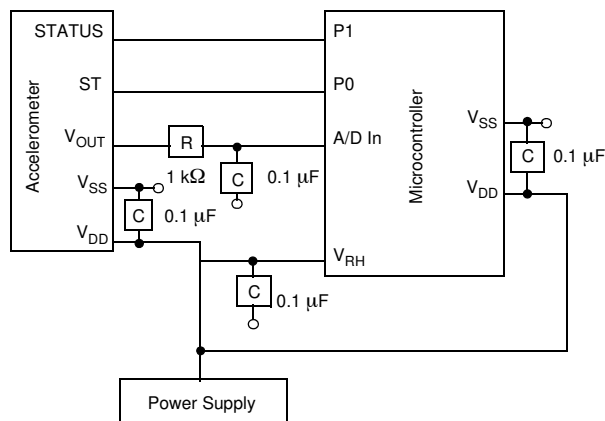 STATUS
ST
V_OUT
V_SS
V_DD
Accelerometer
R
1 kΩ
C
0.1 μF
C
0.1 μF
C
0.1 μF
P1
P0
A/D In
V_RH
Microcontroller
V_SS
V_DD
C
0.1 μF
Power Supply